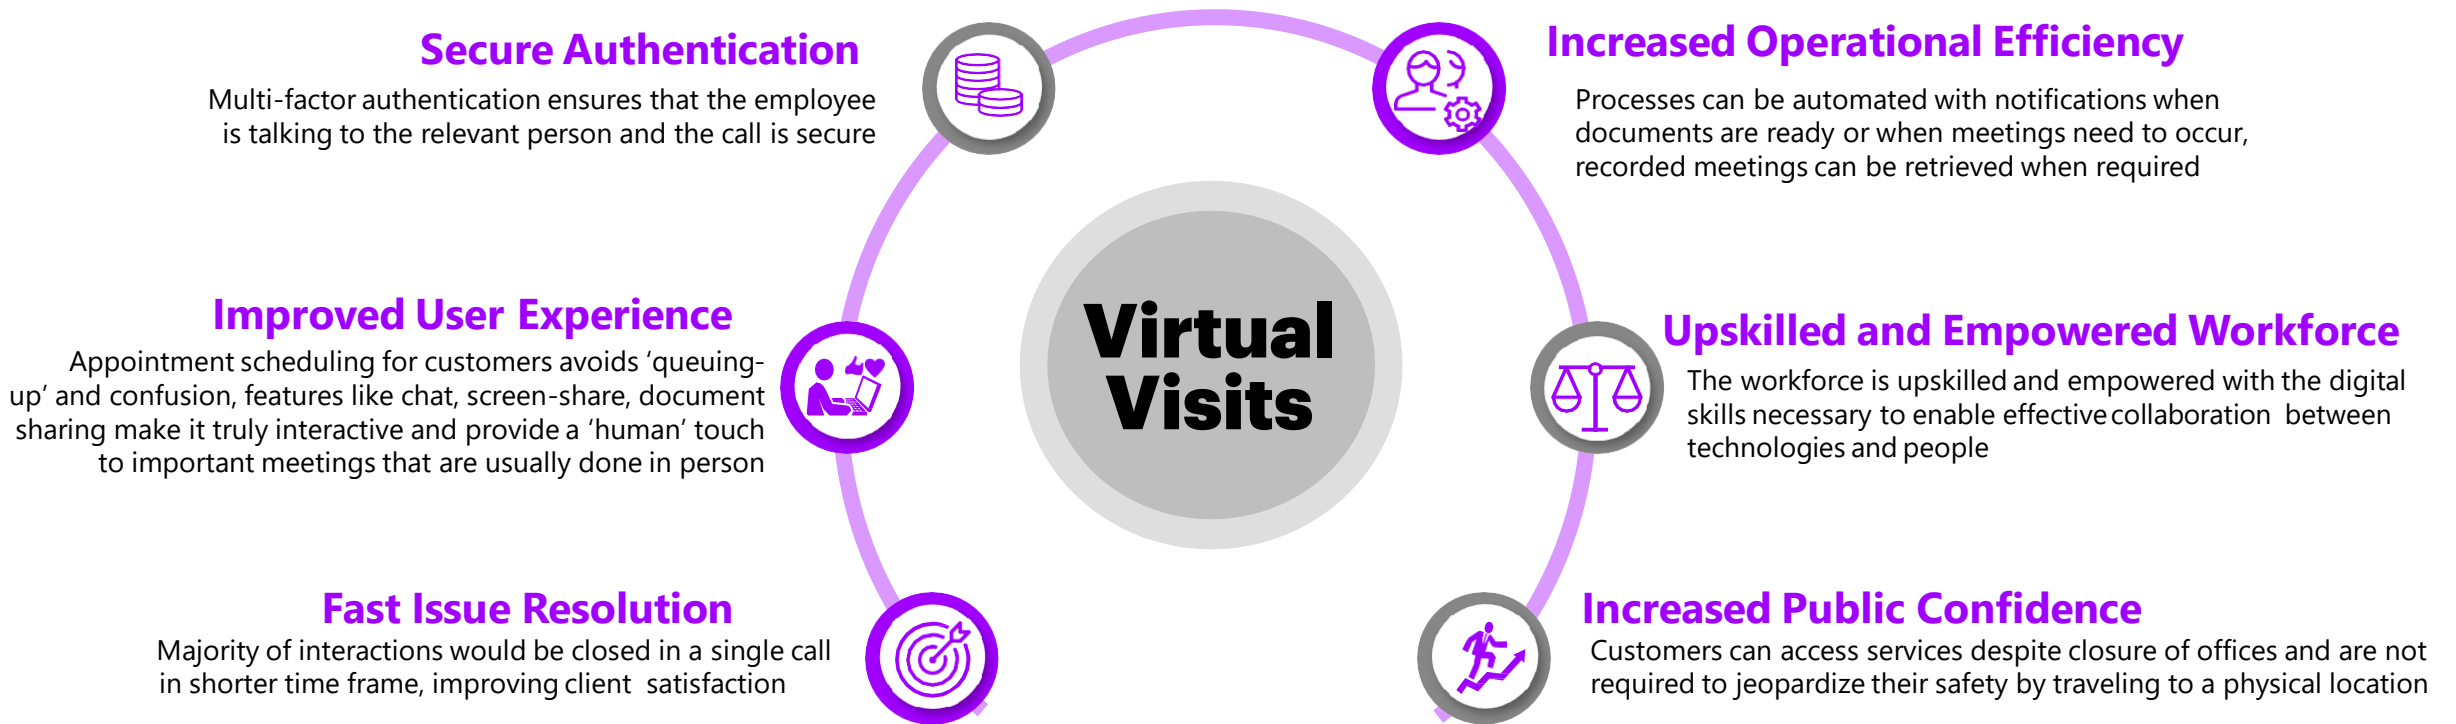 Secure Authentication
Multi-factor authentication ensures that the employee
is talking to the relevant person and the call is secure
Improved User Experience
Appointment scheduling for customers avoids ‘queuing-
up’ and confusion, features like chat, screen-share, document
sharing make it truly interactive and provide a ‘human’ touch
to important meetings that are usually done in person
Fast Issue Resolution
Majority of interactions would be closed in a single call
in shorter time frame, improving client satisfaction
Virtual
Visits
Increased Operational Efficiency
Processes can be automated with notifications when
documents are ready or when meetings need to occur,
recorded meetings can be retrieved when required
Upskilled and Empowered Workforce
The workforce is upskilled and empowered with the digital
skills necessary to enable effective collaboration between
technologies and people
Increased Public Confidence
Customers can access services despite closure of offices and are not
required to jeopardize their safety by traveling to a physical location